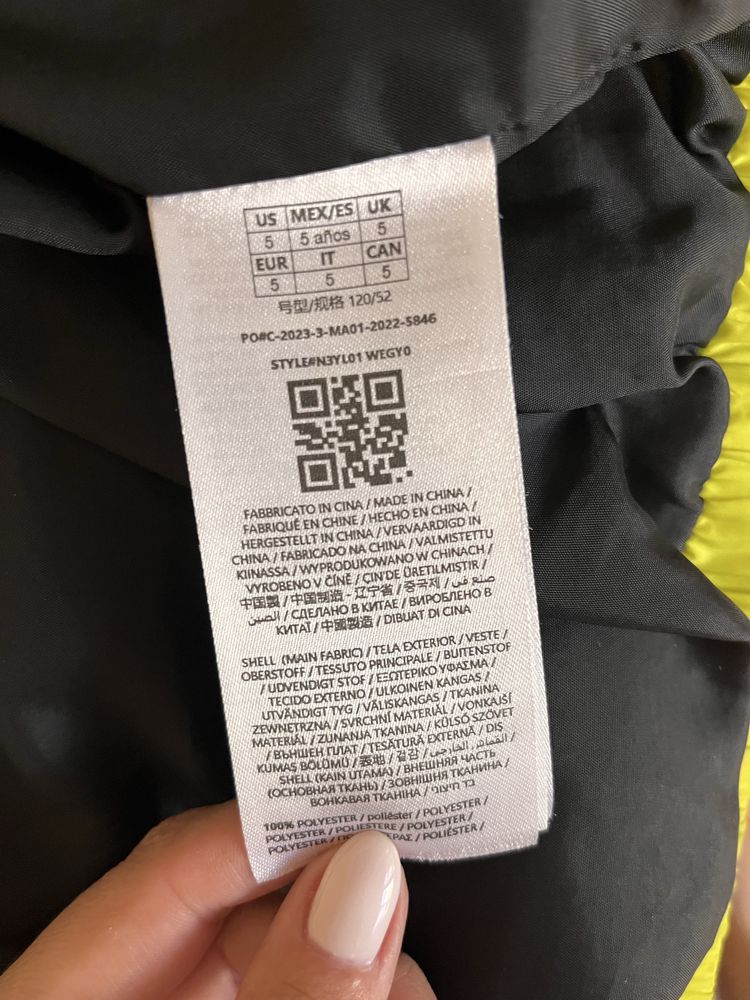 US MEX/ES UK
5 5 años 5
EUR IT CAN
5 5 5
号型/规格 120/52
PO#C-2023-3-MA01-2022-5846
STYLE#N3YL01 WEGY0
FABBRICATO IN CINA / MADE IN CHINA /
FABRIQUÉ EN CHINE / HECHO EN CHINA /
HERGESTELLT IN CHINA / VERVAARDIGD IN
CHINA / FABRICADO NA CHINA / VALMISTETTU
KIINASSA / WYPRODUKOWANO W CHINACH /
VYROBENO V ČÍNĚ / ÇIN'DE ÜRETILMIŞTIR /
中国製 / 中国制造 - 辽宁省 / 중국제 / صنع في
الصين / СДЕЛАНО В КИТАЕ / ВИРОБЛЕНО В
КИТАЇ / 中國製造 / DIBUAT DI CINA
SHELL (MAIN FABRIC) / TELA EXTERIOR / VESTE /
OBERSTOFF / TESSUTO PRINCIPALE / BUITENSTOF
/ UDVENDIGT STOF / ΕΞΩΤΕΡΙΚΟ ΥΦΑΣΜΑ /
TECIDO EXTERNO / ULKOINEN KANGAS /
UTVÄNDIGT TYG / VÄLISKANGAS / TKANINA
ZEWNĘTRZNA / SVRCHNÍ MATERIÁL / VONKAJŠÍ
MATERIÁL / ZUNANJA TKANINA / KÜLSŐ SZÖVET
/ ВЪНШЕН ПЛАТ / ȚESĂTURĂ EXTERNĂ / DIŞ
KUMAŞ BÖLÜMÜ / 表地 / 겉감 / القماش الخارجي /
SHELL (KAIN UTAMA) / ВНЕШНЯЯ ЧАСТЬ
(ОСНОВНАЯ ТКАНЬ) / ЗОВНІШНЯ ТКАНИНА /
ВОНКАВАЯ ТКАНІНА / בד חיצוני
100% POLYESTER / poliéster / POLYESTER /
POLYESTER / POLIESTERE / POLYESTER /
POLYESTER / / POLIÉSTER /